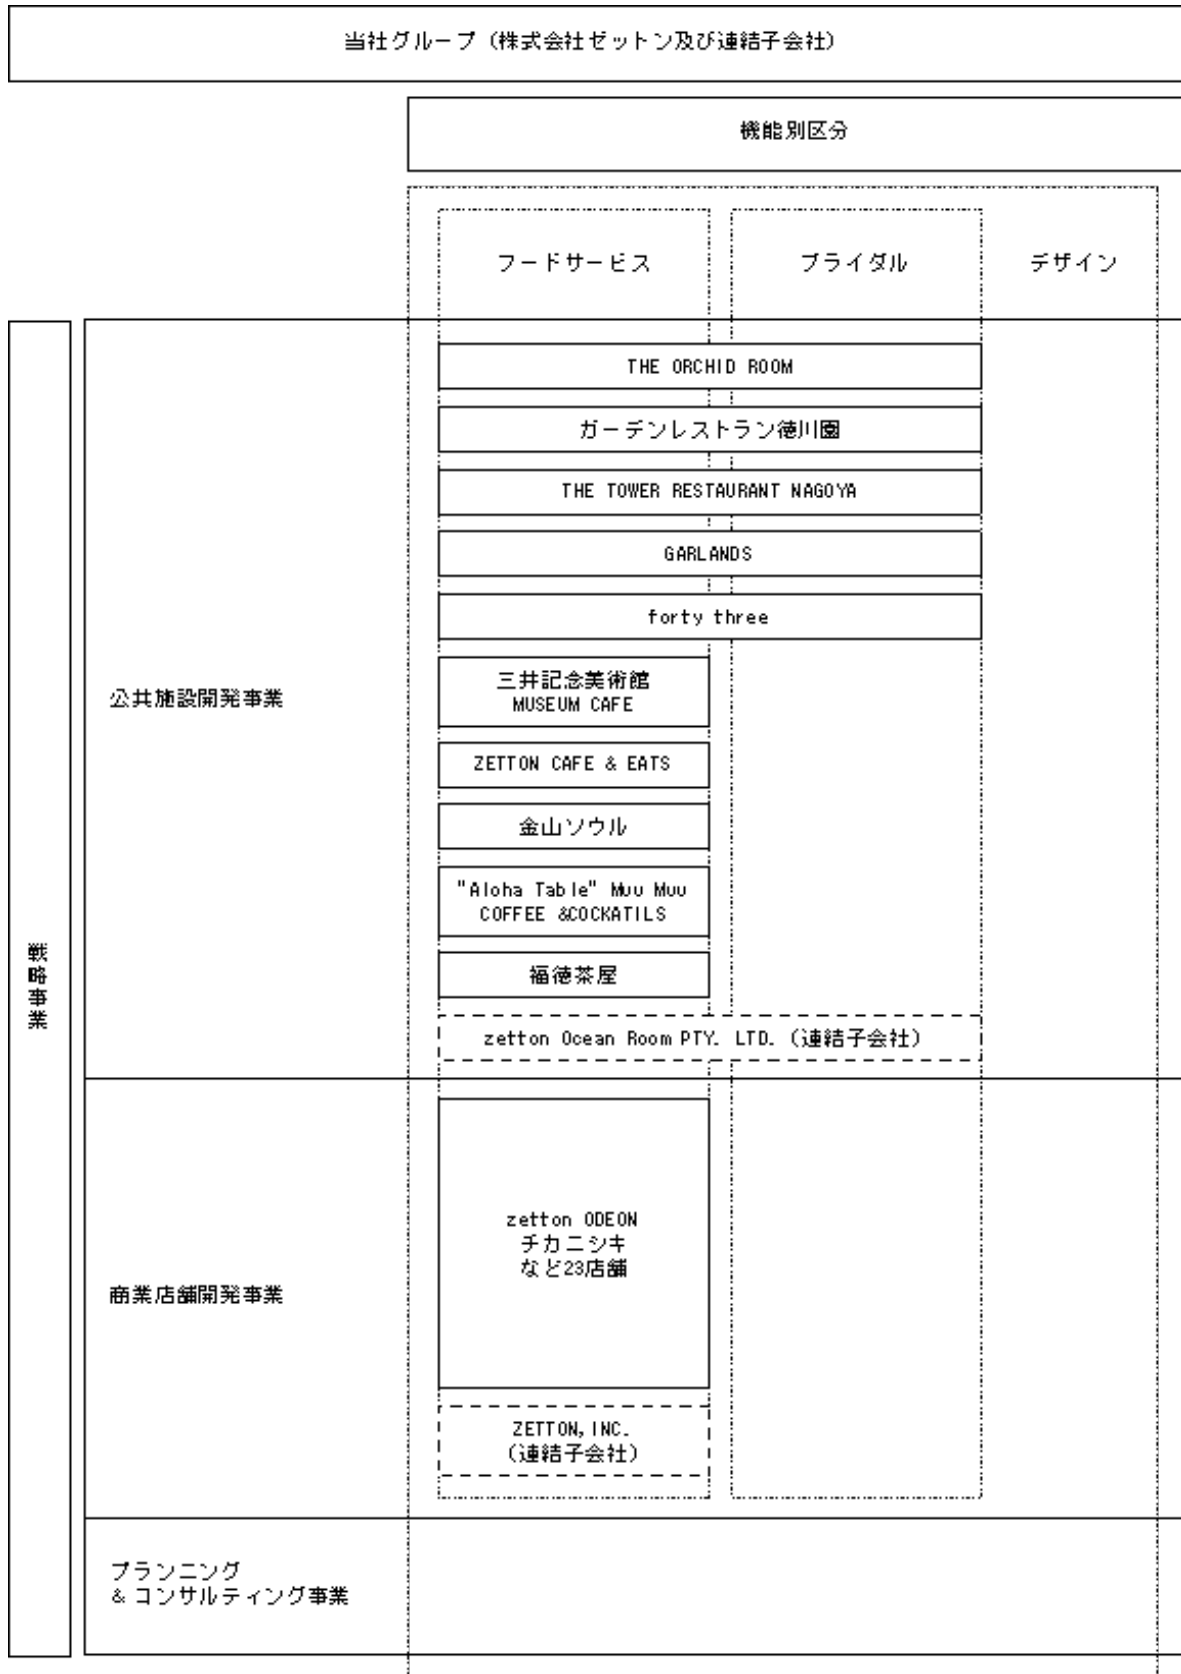 当社グループ（株式会社ゼットン及び連結子会社）
機能別区分
フードサービス
ブライダル
デザイン
戦略事業
公共施設開発事業
THE ORCHID ROOM
ガーデンレストラン徳川園
THE TOWER RESTAURANT NAGOYA
GARLANDS
forty three
三井記念美術館
MUSEUM CAFE
ZETTON CAFE & EATS
金山ソウル
"Aloha Table" Muu Muu
COFFEE &COCKATILS
福徳茶屋
zetton Ocean Room PTY. LTD.（連結子会社）
商業店舗開発事業
zetton ODEON
チカニシキ
など23店舗
ZETTON,INC.
（連結子会社）
プランニング
&コンサルティング事業